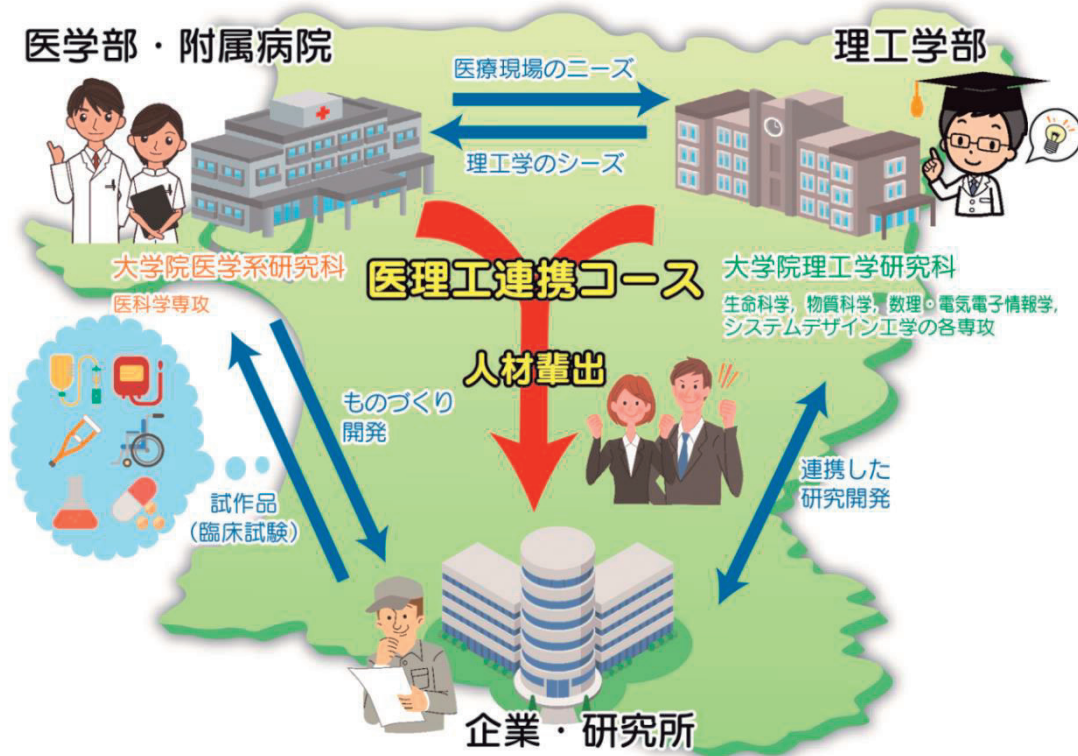 医学部・附属病院
理工学部
医療現場のニーズ
理工学のシーズ
大学院医学系研究科
医科学専攻
医理工連携コース
大学院理工学研究科
生命科学，物質科学，数理・電気電子情報学，
システムデザイン工学の各専攻
人材輩出
ものづくり
開発
試作品
（臨床試験）
連携した
研究開発
企業・研究所